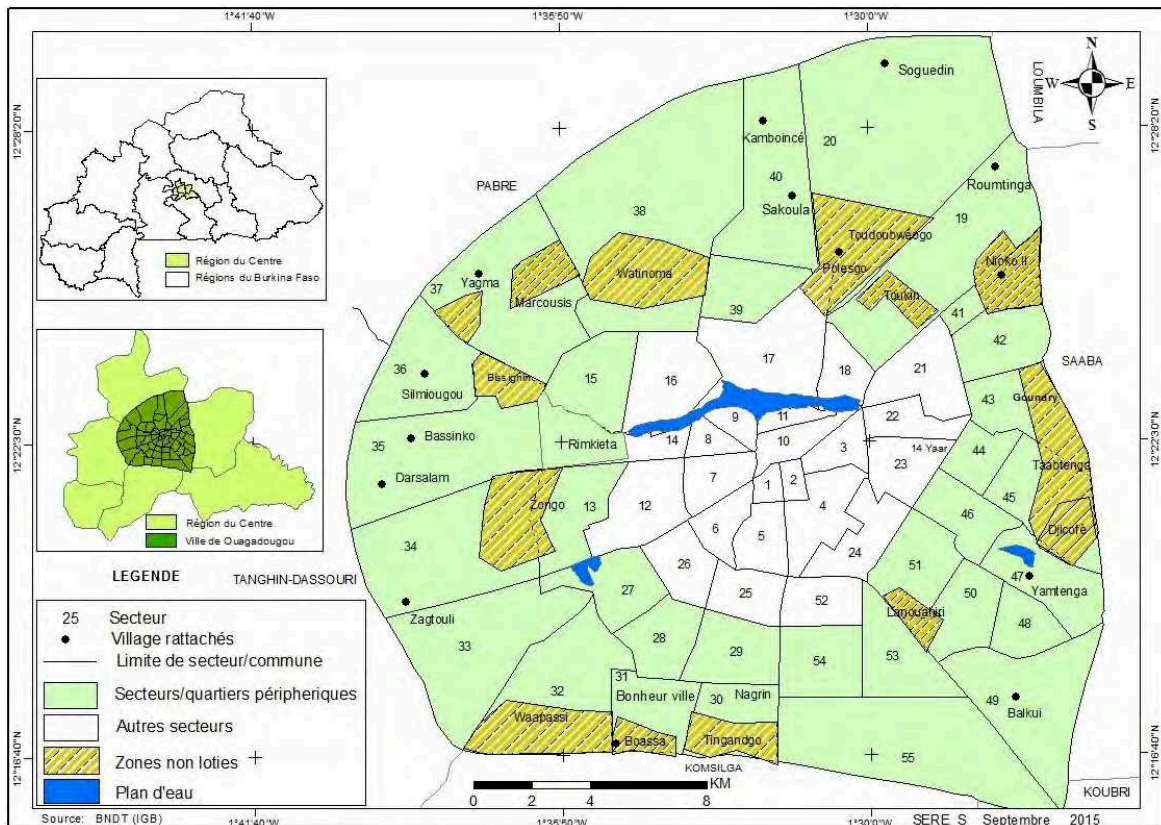 1°41'40"W
1°35'50"W
1°30'0"W
N
W
E
S
LOUMBILA
Soguedin
12°28'20"N
12°28'20"N
Kamboincé
20
Roumtinga
40
PABRE
Sakoula
19
38
Toudoubwéogo
Région du Centre
Régions du Burkina Faso
Polesgo
Nioko II
Watinoma
Yagma
37
Marcousis
Toukin
39
41
42
17
SAABA
36
Silmiougou
Bissighin
15
16
18
21
43
Goundry
9
11
22
35
Bassinko
Rimkieta
14
8
10
3
14 Yaar
44
12°22'30"N
12°22'30"N
23
Taabtenga
Darsalam
Zongo
13
12
7
1
2
4
45
46
Djicofè
34
6
5
24
Région du Centre
Ville de Ouagadougou
LEGENDE
TANGHIN-DASSOURI
26
51
47
Yamtenga
Zagtouli
27
25
52
50
Lanouahiri
48
33
28
29
54
53
25 Secteur
Village rattachés
Limite de secteur/commune
Secteurs/quartiers péripheriques
Autres secteurs
Zones non loties
Plan d'eau
31
32
Bonheur ville
30
Nagrin
49
Balkui
Waapassi
Boassa
Tingandgo
55
12°16'40"N
12°16'40"N
KOMSILGA
KM
0 2 4 8
KOUBRI
Source: BNDT (IGB)
1°41'40"W
1°35'50"W
1°30'0"W
SERE S Septembre 2015